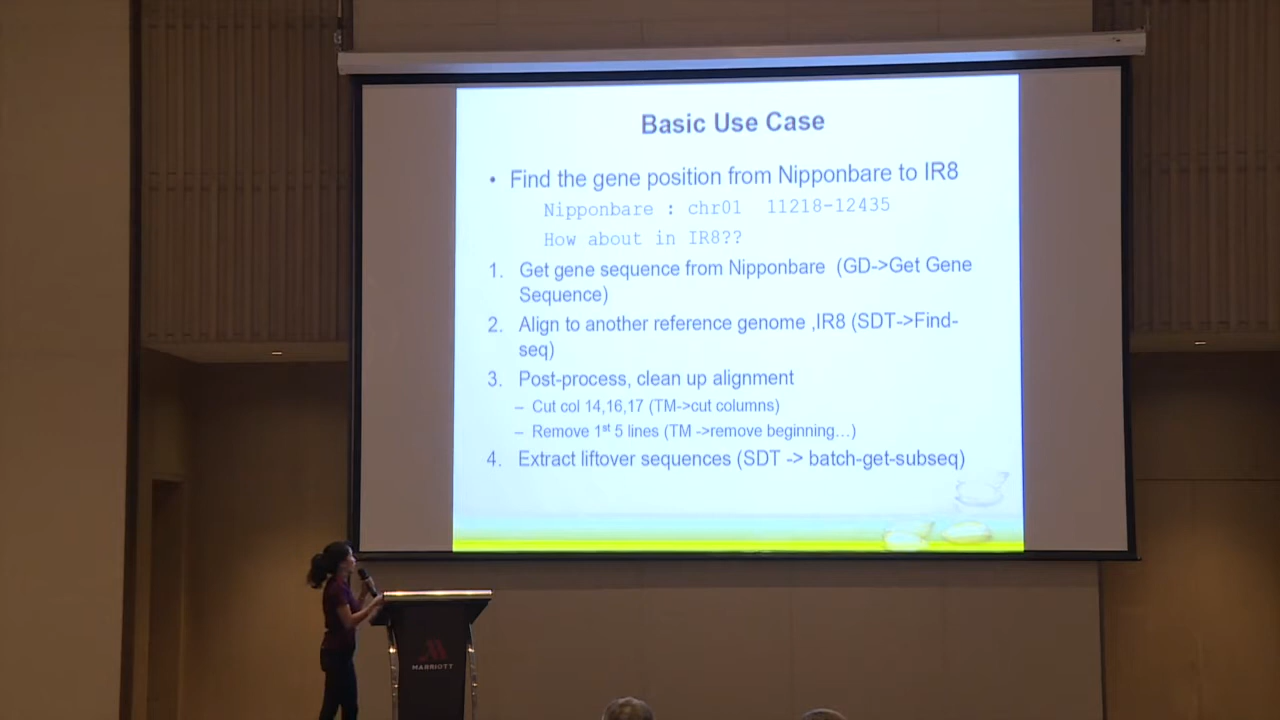 Basic Use Case
• Find the gene position from Nipponbare to IR8
Nipponbare : chr01 11218-12435
How about in IR8??
1. Get gene sequence from Nipponbare (GD->Get Gene
Sequence)
2. Align to another reference genome ,IR8 (SDT->Find-
seq)
3. Post-process, clean up alignment
– Cut col 14,16,17 (TM->cut columns)
– Remove 1st 5 lines (TM ->remove beginning…)
4. Extract liftover sequences (SDT -> batch-get-subseq)
MARRIOTT